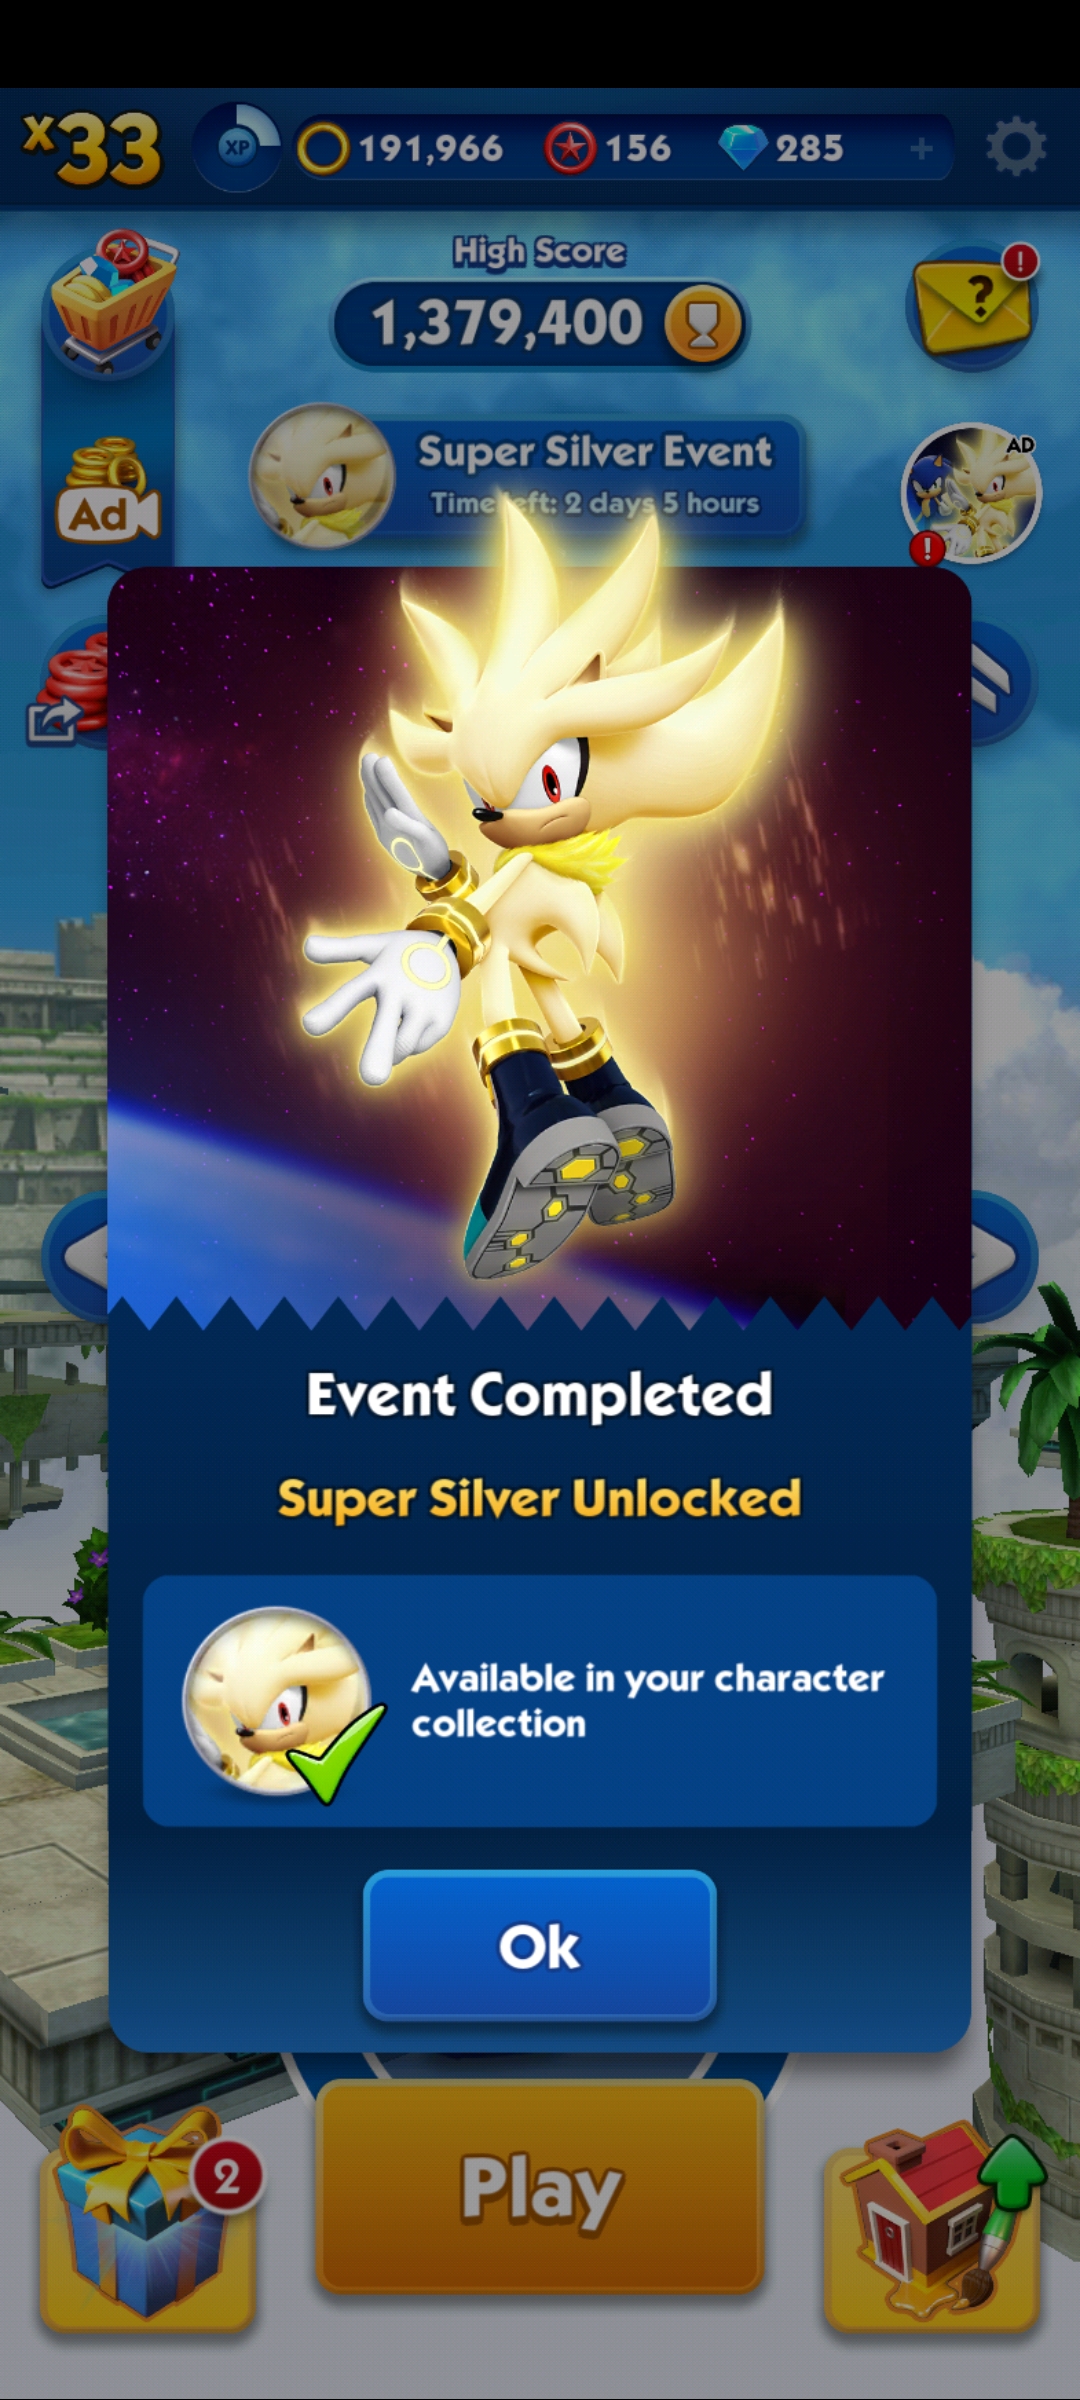 x33
XP
191,966
156
285
+
High Score
1,379,400
?
!
Super Silver Event
Time left: 2 days 5 hours
AD
Ad
!
Event Completed
Super Silver Unlocked
Available in your character
collection
Ok
Play
2